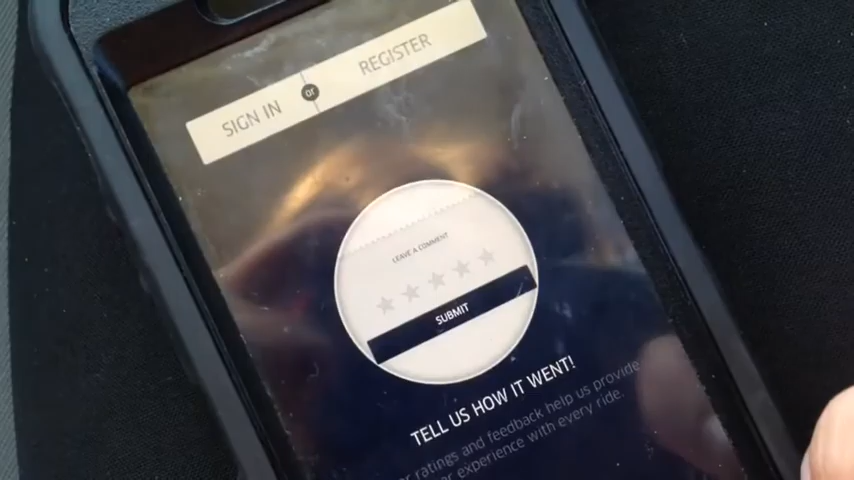 SIGN IN or REGISTER
LEAVE A COMMENT
SUBMIT
TELL US HOW IT WENT!
ratings and feedback help us provide
experience with every ride.